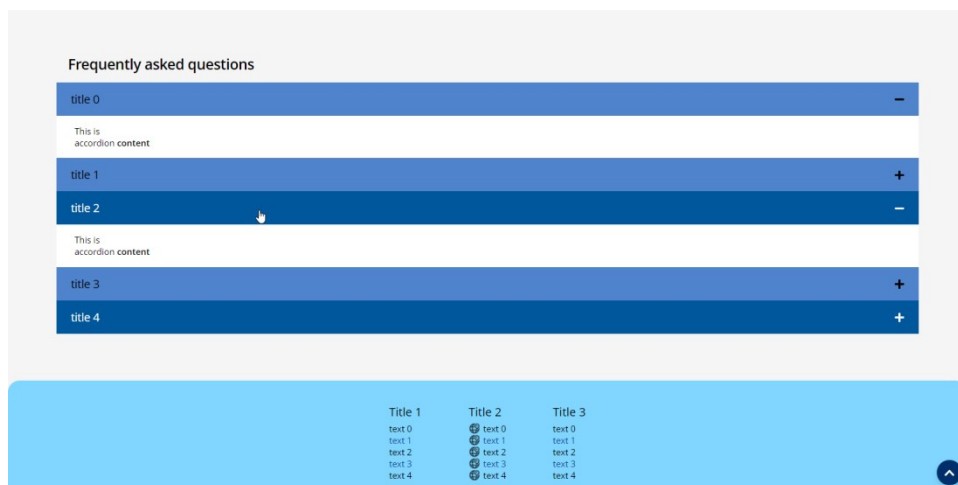 Frequently asked questions
title 0
This is
accordion content
title 1
title 2
This is
accordion content
title 3
title 4
Title 1
text 0
text 1
text 2
text 3
text 4
Title 2
text 0
text 1
text 2
text 3
text 4
Title 3
text 0
text 1
text 2
text 3
text 4